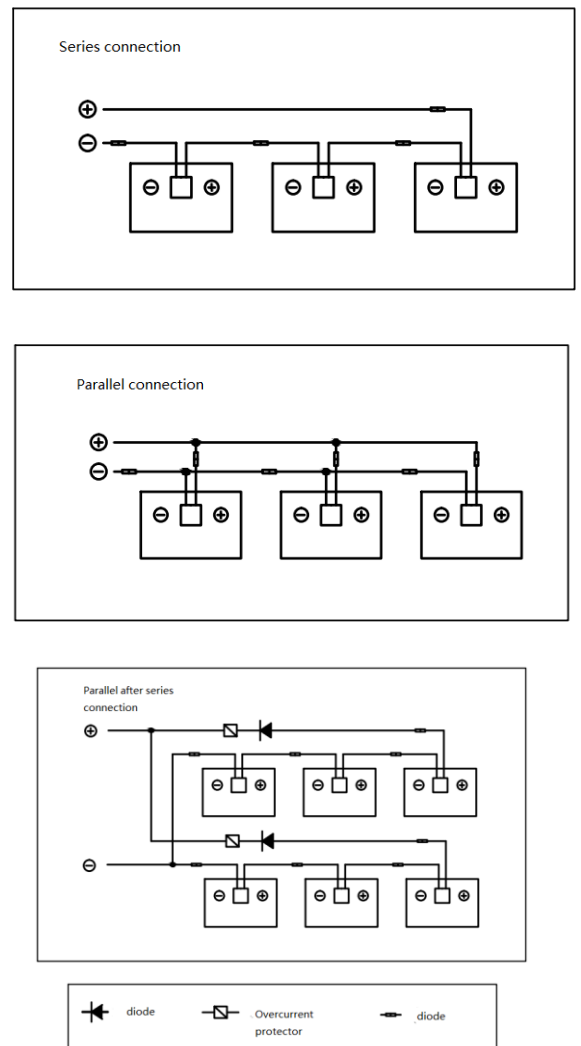 Series connection
Parallel connection
Parallel after series
connection
diode
Overcurrent
protector
diode